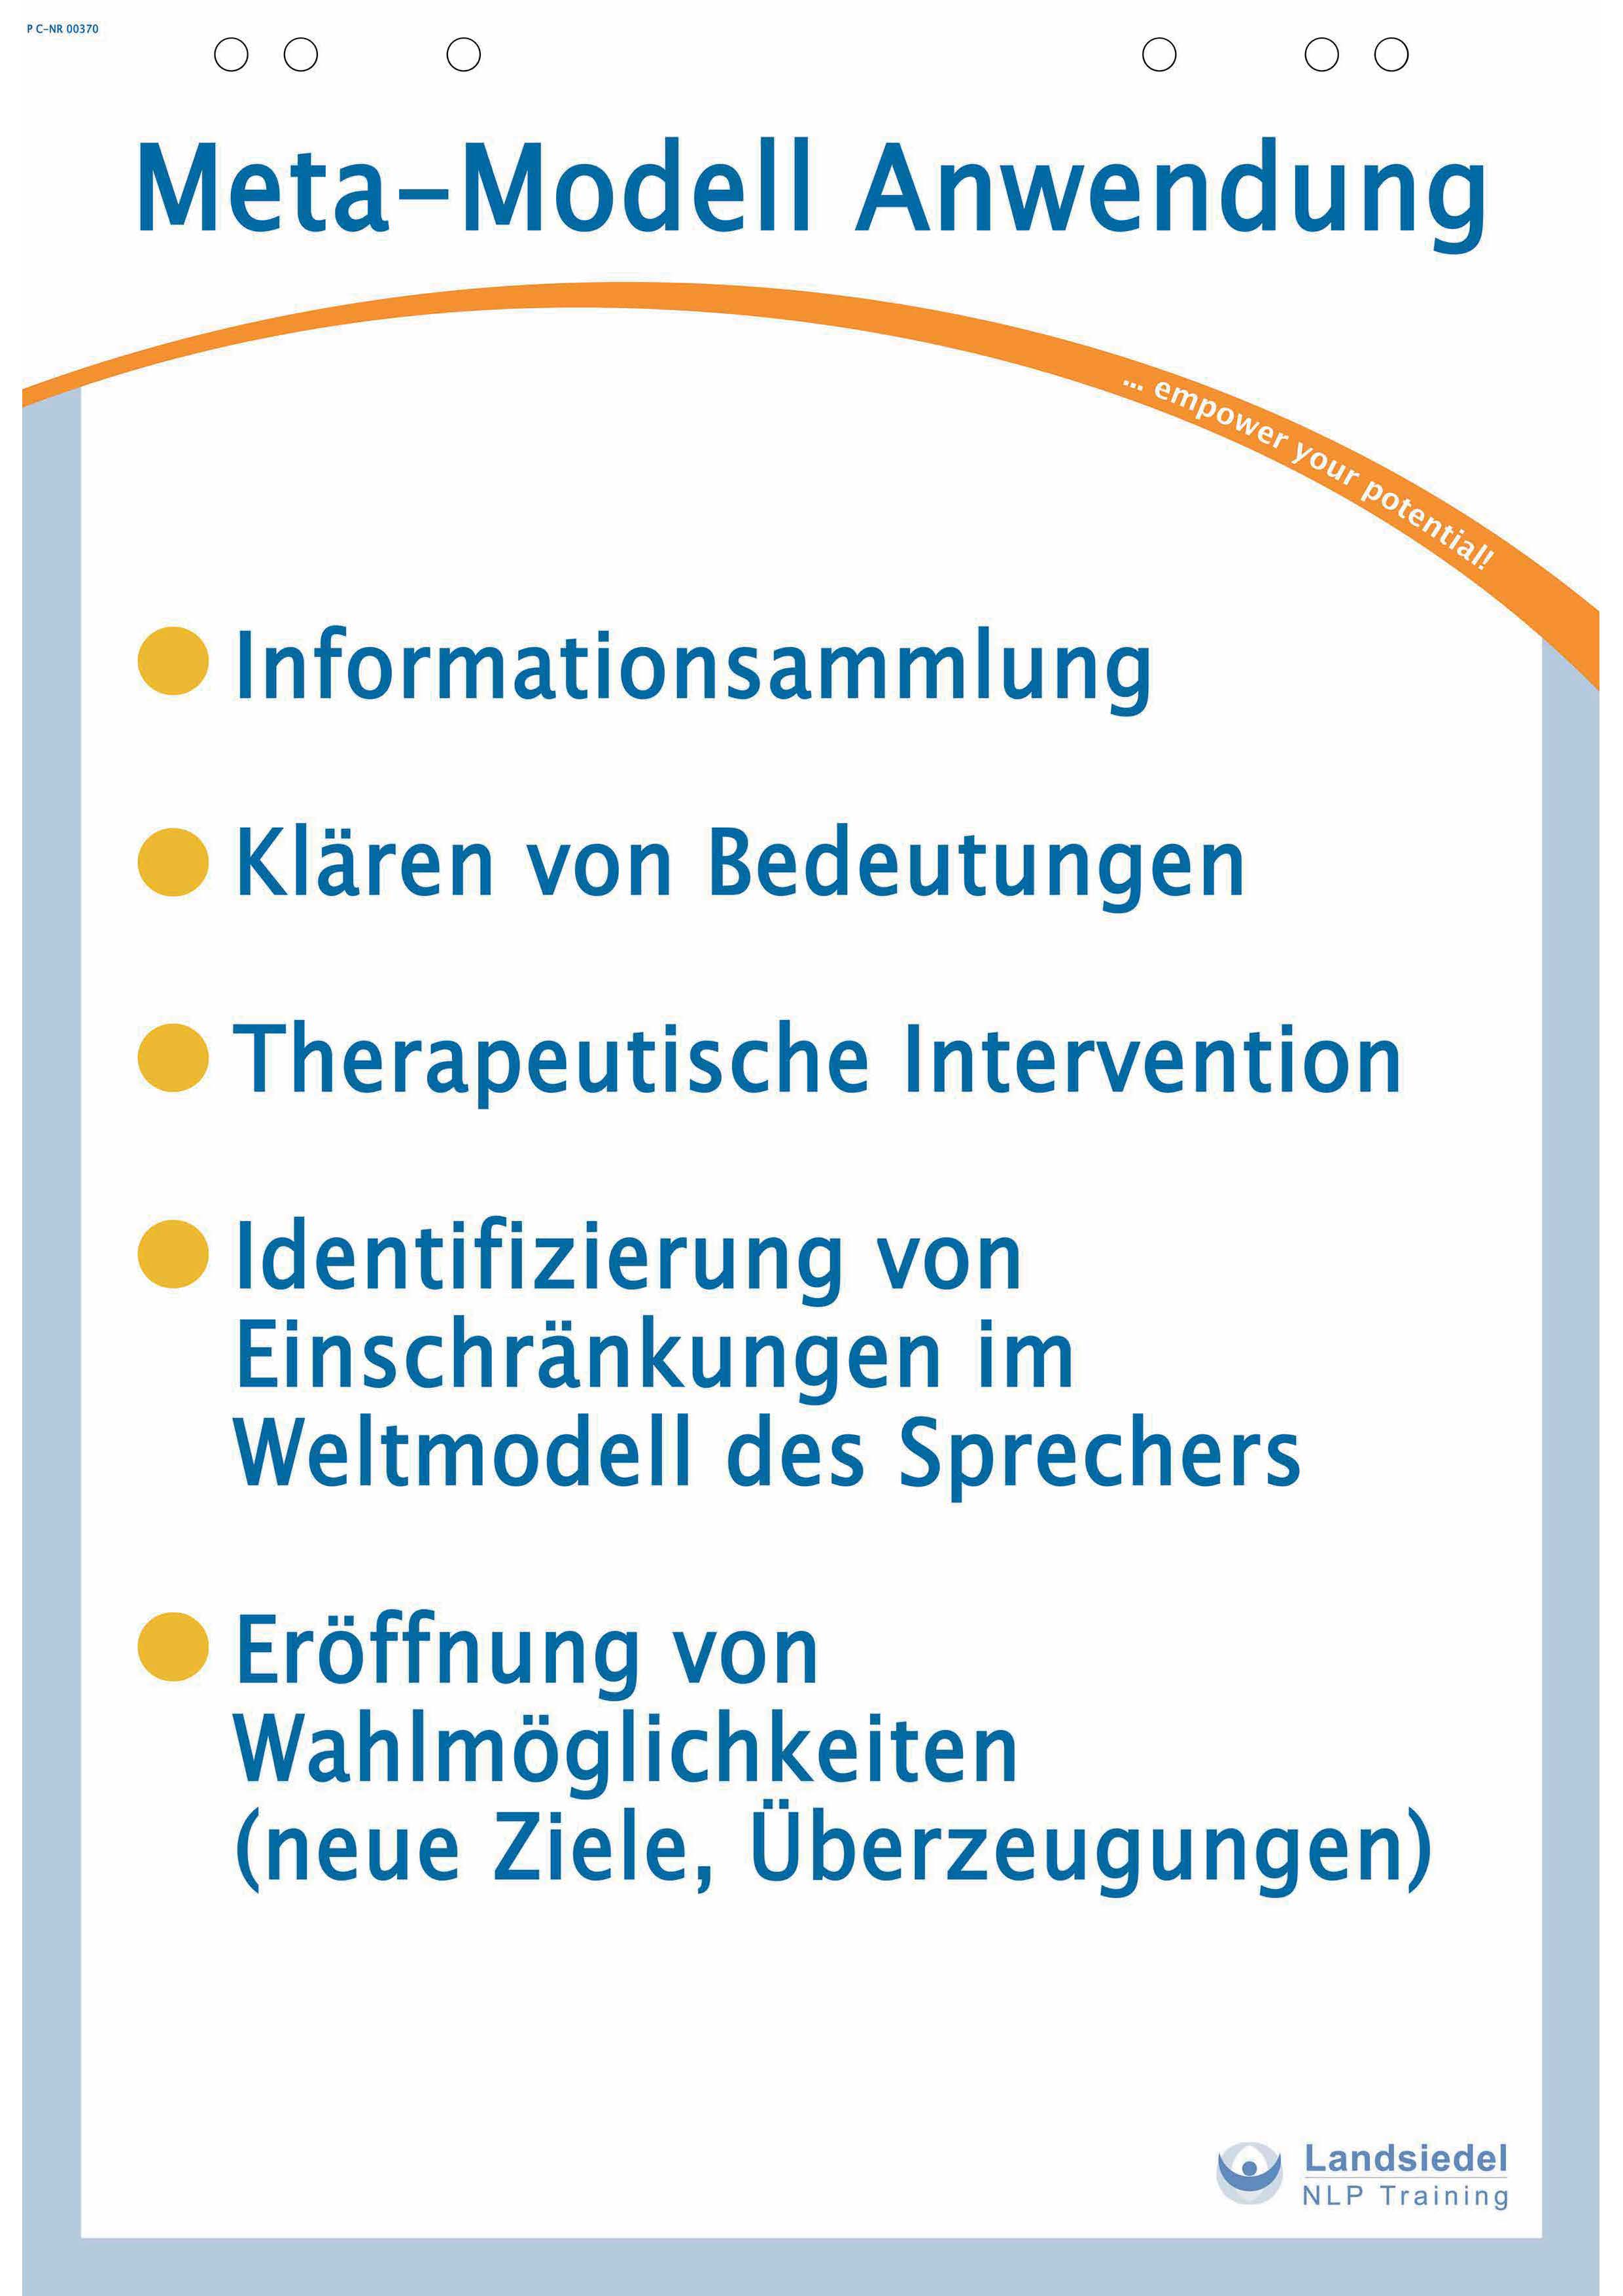 P C-NR 00370
Meta-Modell Anwendung
... empower your potential!
Informationsammlung
Klären von Bedeutungen
Therapeutische Intervention
Identifizierung von
Einschränkungen im
Weltmodell des Sprechers
Eröffnung von
Wahlmöglichkeiten
(neue Ziele, Überzeugungen)
Landsiedel
NLP Training